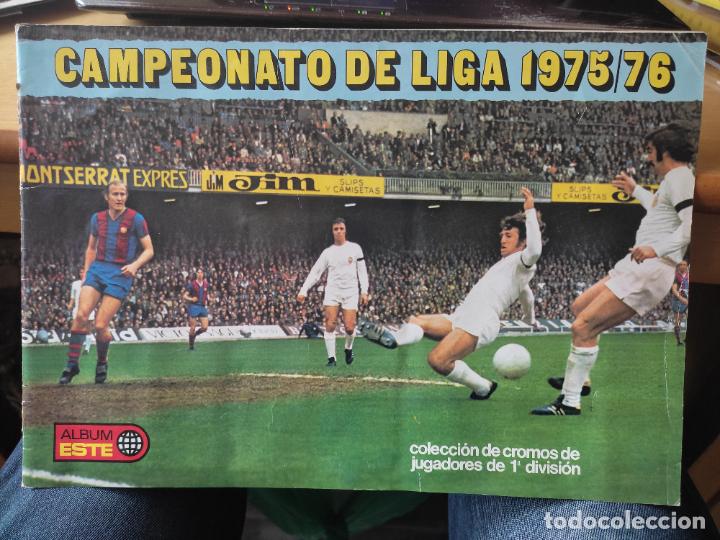 CAMPEONATO DE LIGA 1975/76
MONTSERRAT EXPRES
JiM
Jim
SLIPS
Y CAMISETAS
SLIPS
Y CAMISETAS
ALBUM
ESTE
colección de cromos de
jugadores de 1ª división
todocoleccion